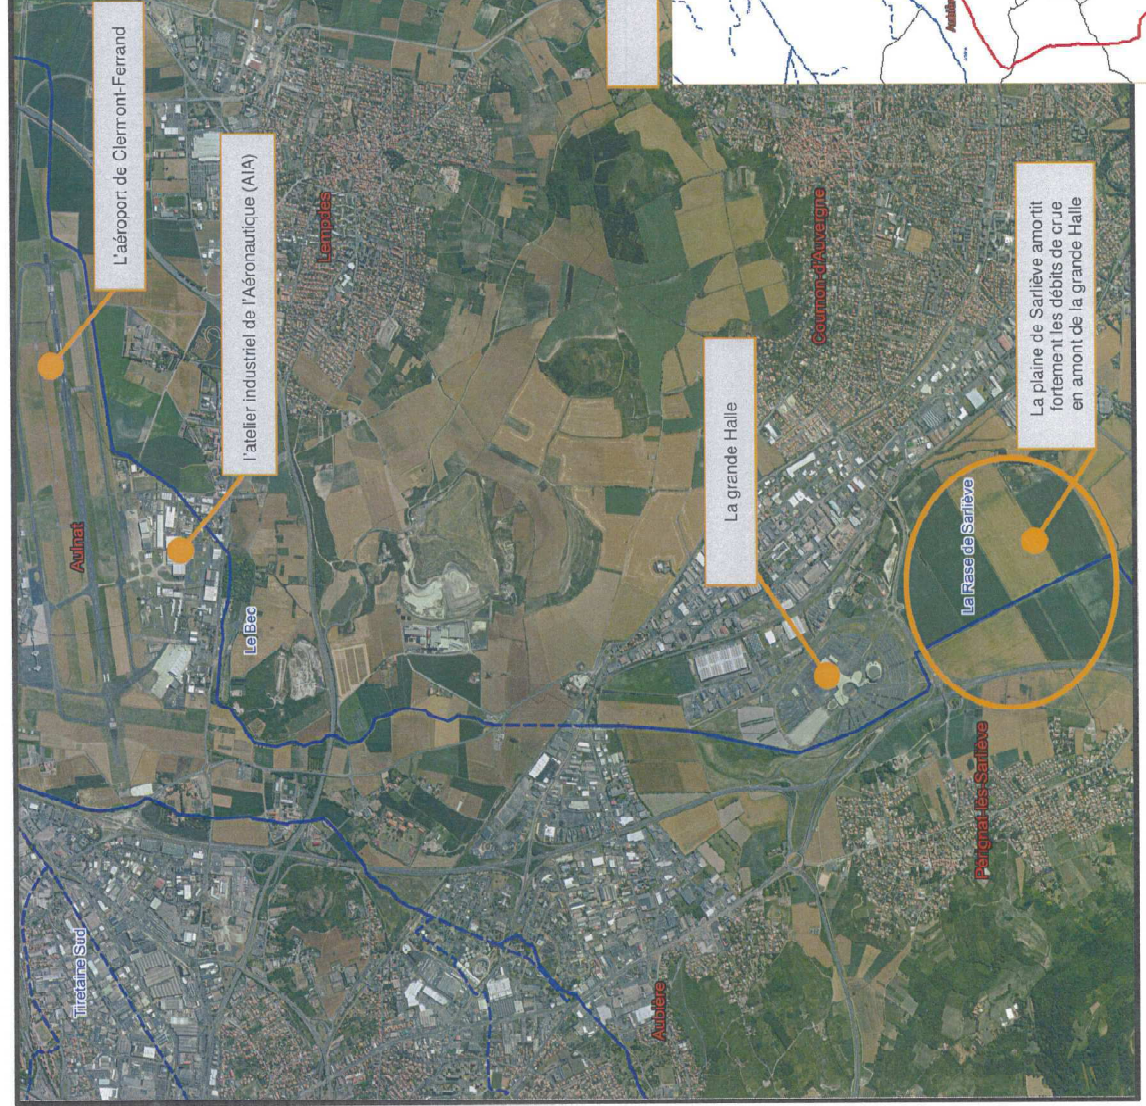 L'aéroport de Clermont-Ferrand
l'atelier industriel de l'Aéronautique (AIA)
Aulnat
Lempdes
Le Bec
Tiretaine Sud
La grande Halle
Cournon-d'Auvergne
La Rase de Sarliève
La plaine de Sarliève amortit
fortement les débits de crue
en amont de la grande Halle
Pérignat-lès-Sarliève
Aubière